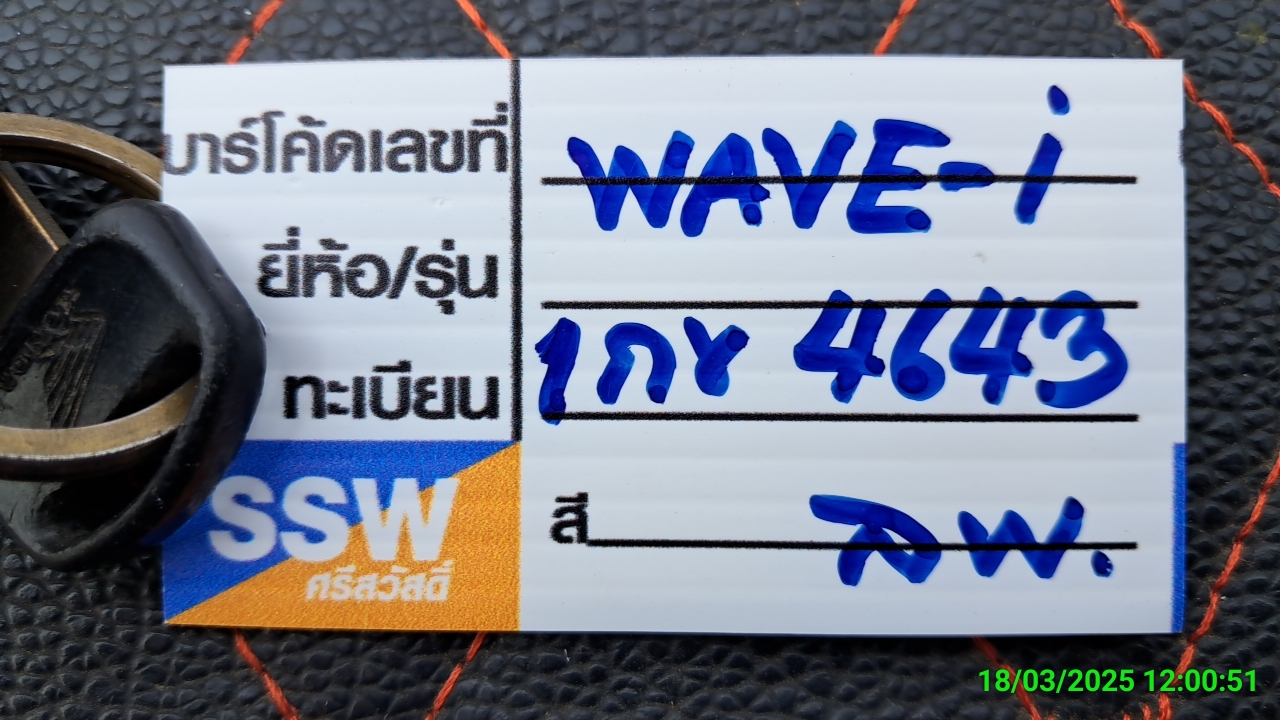 บาร์โค้ดเลขที่
WAVE-i
ยี่ห้อ/รุ่น
ทะเบียน
1กง 4643
SSW
ศรีสวัสดิ์
สี
ลพ.
18/03/2025 12:00:51